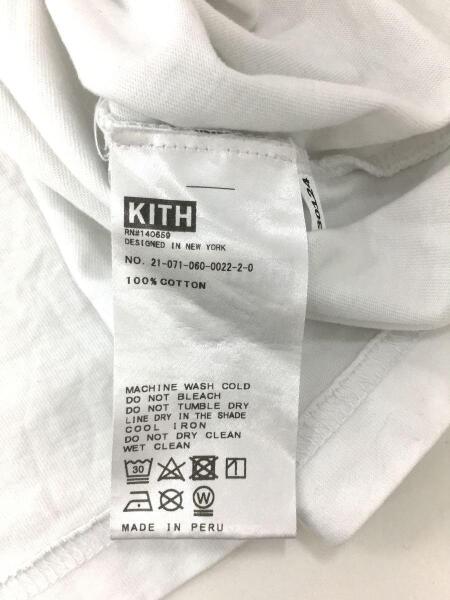 KITH
RN#140659
DESIGNED IN NEW YORK
NO. 21-071-060-0022-2-0
100% COTTON
MACHINE WASH COLD
DO NOT BLEACH
DO NOT TUMBLE DRY
LINE DRY IN THE SHADE
COOL IRON
DO NOT DRY CLEAN
WET CLEAN
30
W
MADE IN PERU